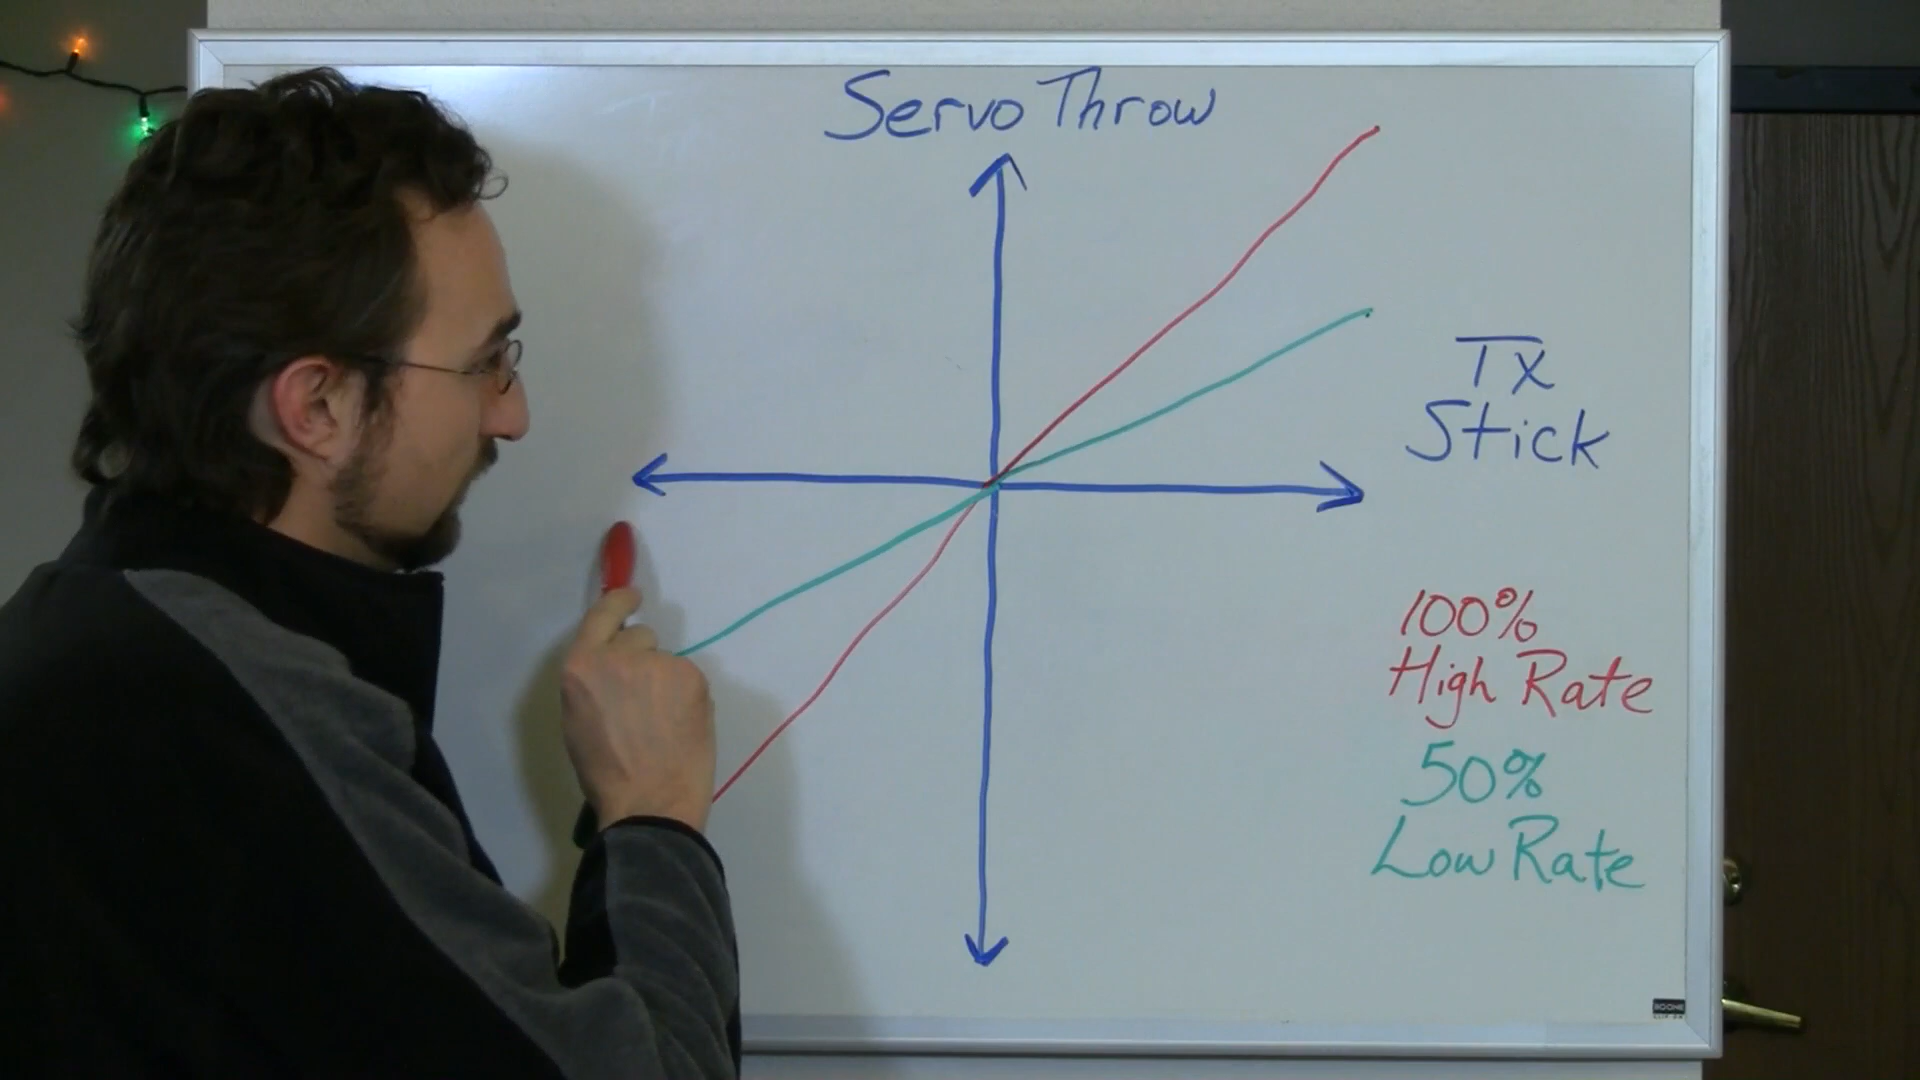 Servo Throw
Tx
Stick
100%
High Rate
50%
Low Rate